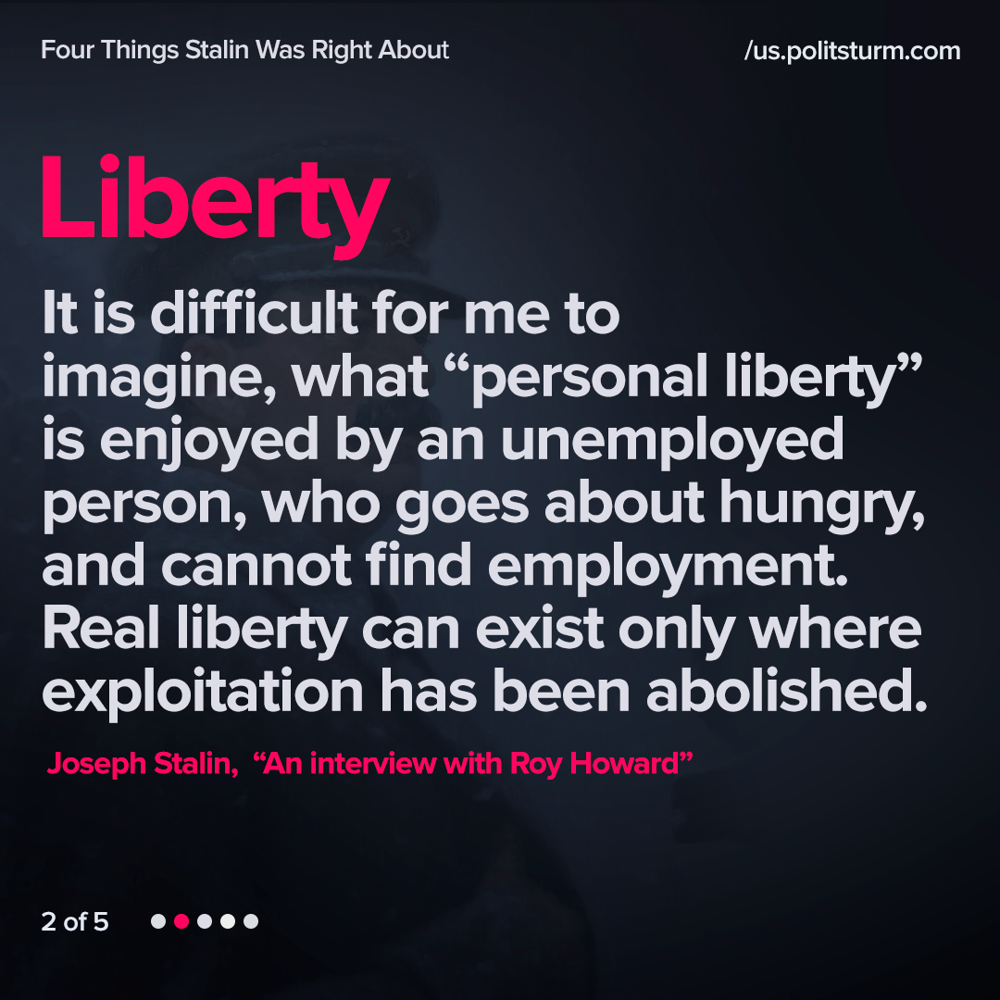 Four Things Stalin Was Right About
/us.politsturm.com
Liberty
It is difficult for me to
imagine, what “personal liberty”
is enjoyed by an unemployed
person, who goes about hungry,
and cannot find employment.
Real liberty can exist only where
exploitation has been abolished.
Joseph Stalin, “An interview with Roy Howard”
2 of 5